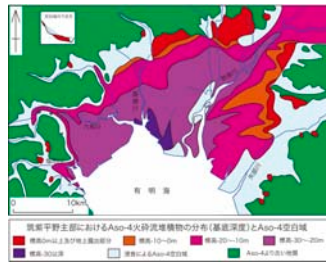 0 10km
有明海
筑紫平野主部におけるAso-4火砕流堆積物の分布(基底深度)とAso-4空白域
標高0m以上及び地上露出部分 標高-10~0m 標高-20~-10m 標高-30~-20m
標高-30以深 侵食によるAso-4空白域 Aso-4より古い地層